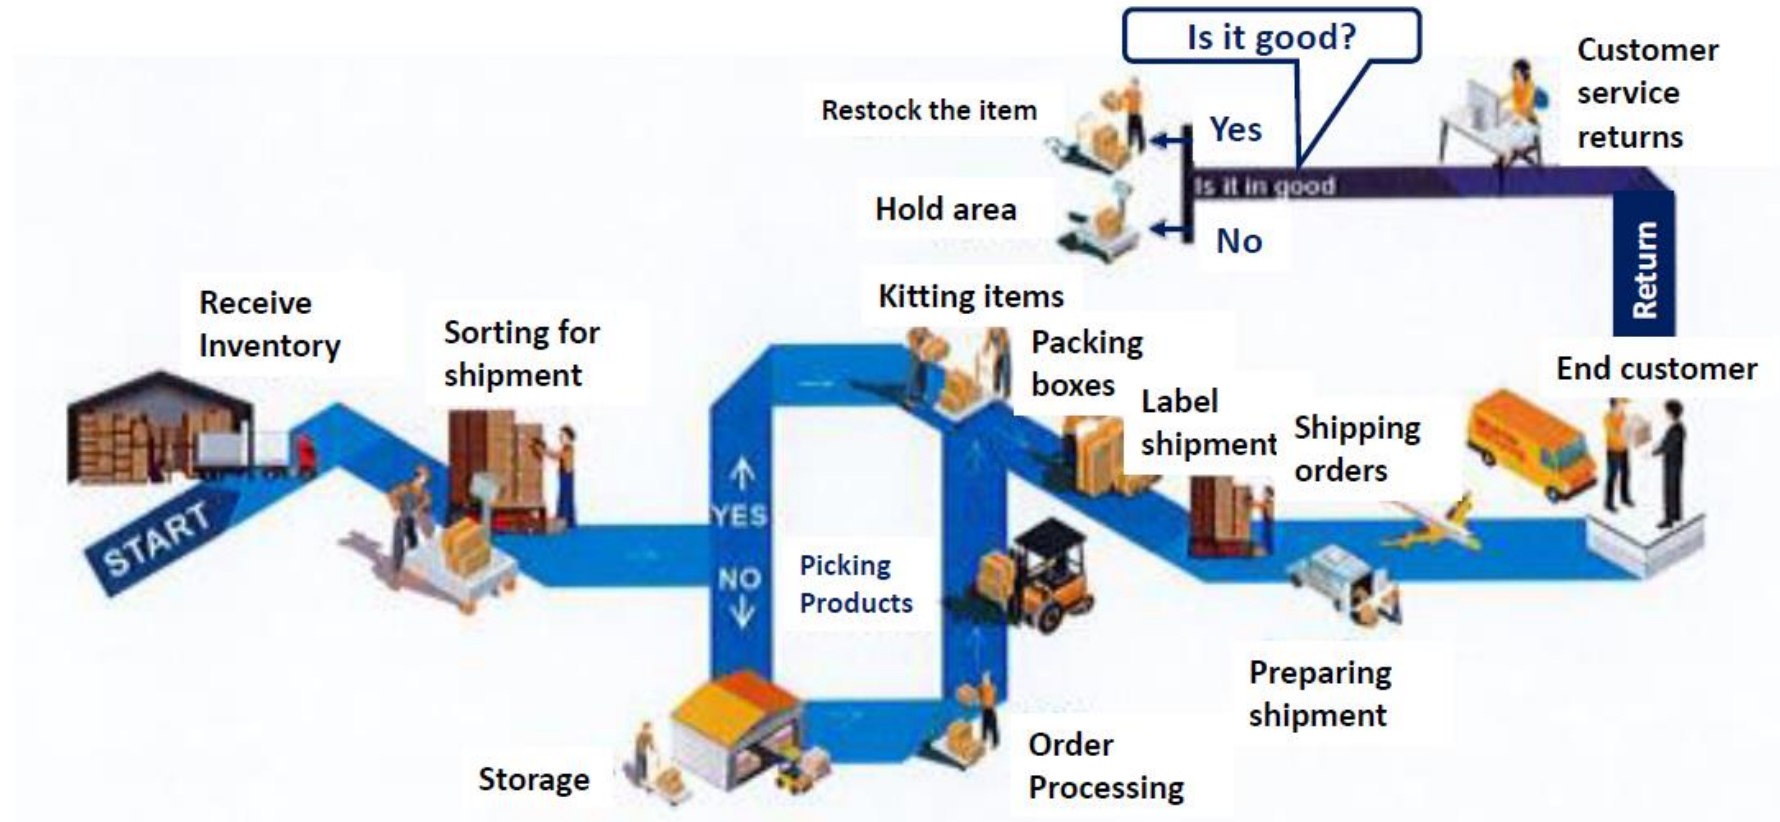 Is it good?
Customer
service
returns
Restock the item
Yes
Is it in good
Hold area
No
Return
Kitting items
Receive
Inventory
Sorting for
shipment
Packing
boxes
End customer
Label
shipment
Shipping
orders
START
YES
NO
Picking
Products
Preparing
shipment
Order
Processing
Storage